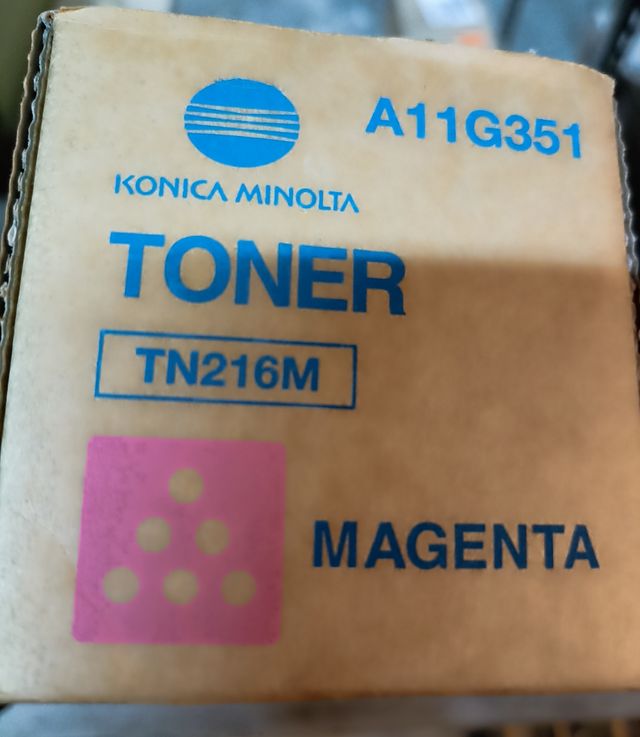 A11G351
KONICA MINOLTA
TONER
TN216M
MAGENTA